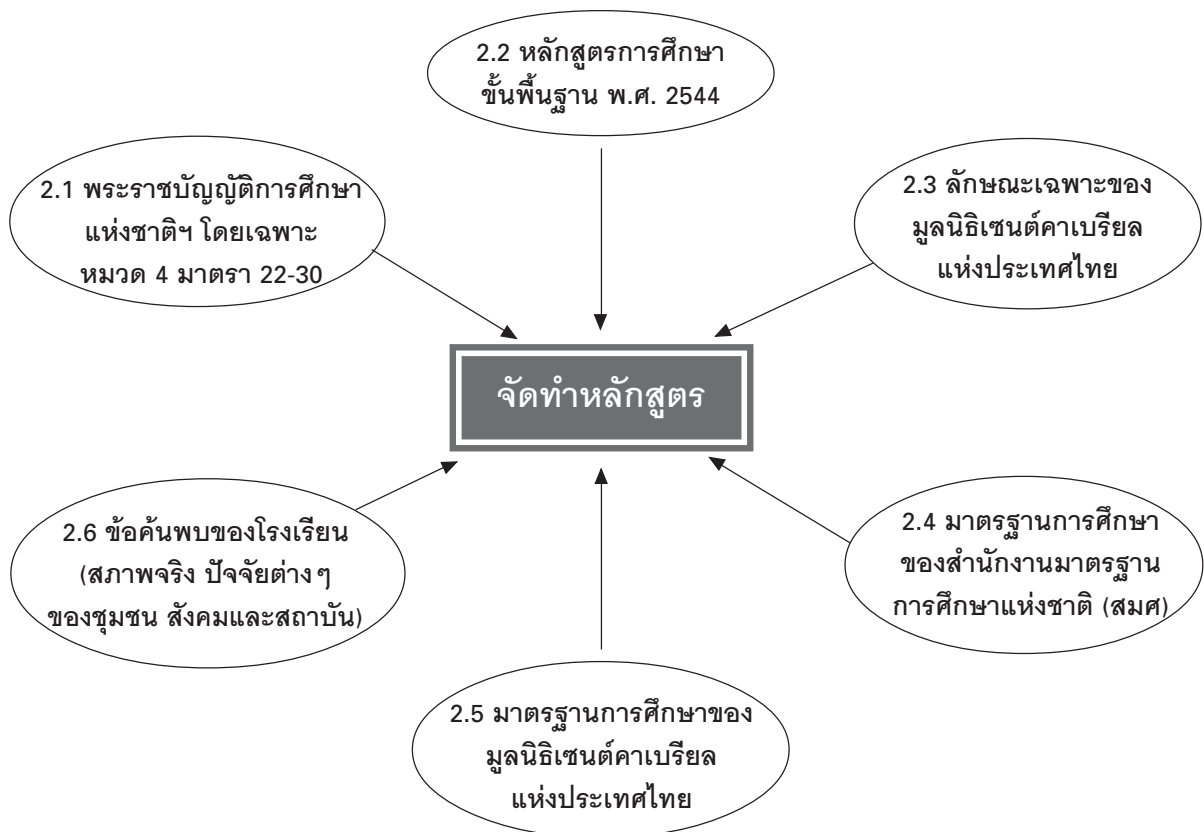 2.2 หลักสูตรการศึกษา
ขั้นพื้นฐาน พ.ศ. 2544
2.1 พระราชบัญญัติการศึกษา
แห่งชาติฯ โดยเฉพาะ
หมวด 4 มาตรา 22-30
2.3 ลักษณะเฉพาะของ
มูลนิธิเซนต์คาเบรียล
แห่งประเทศไทย
จัดทำหลักสูตร
2.6 ข้อค้นพบของโรงเรียน
(สภาพจริง ปัจจัยต่างๆ
ของชุมชน สังคมและสถาบัน)
2.4 มาตรฐานการศึกษา
ของสำนักงานมาตรฐาน
การศึกษาแห่งชาติ (สมศ)
2.5 มาตรฐานการศึกษาของ
มูลนิธิเซนต์คาเบรียล
แห่งประเทศไทย